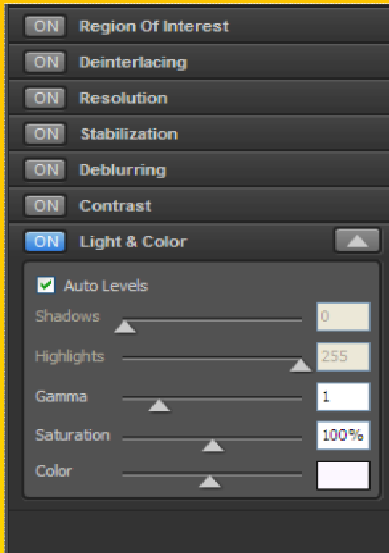 ON Region Of Interest
ON Deinterlacing
ON Resolution
ON Stabilization
ON Deblurring
ON Contrast
ON Light & Color
Auto Levels
Shadows 0
Highlights 255
Gamma 1
Saturation 100%
Color